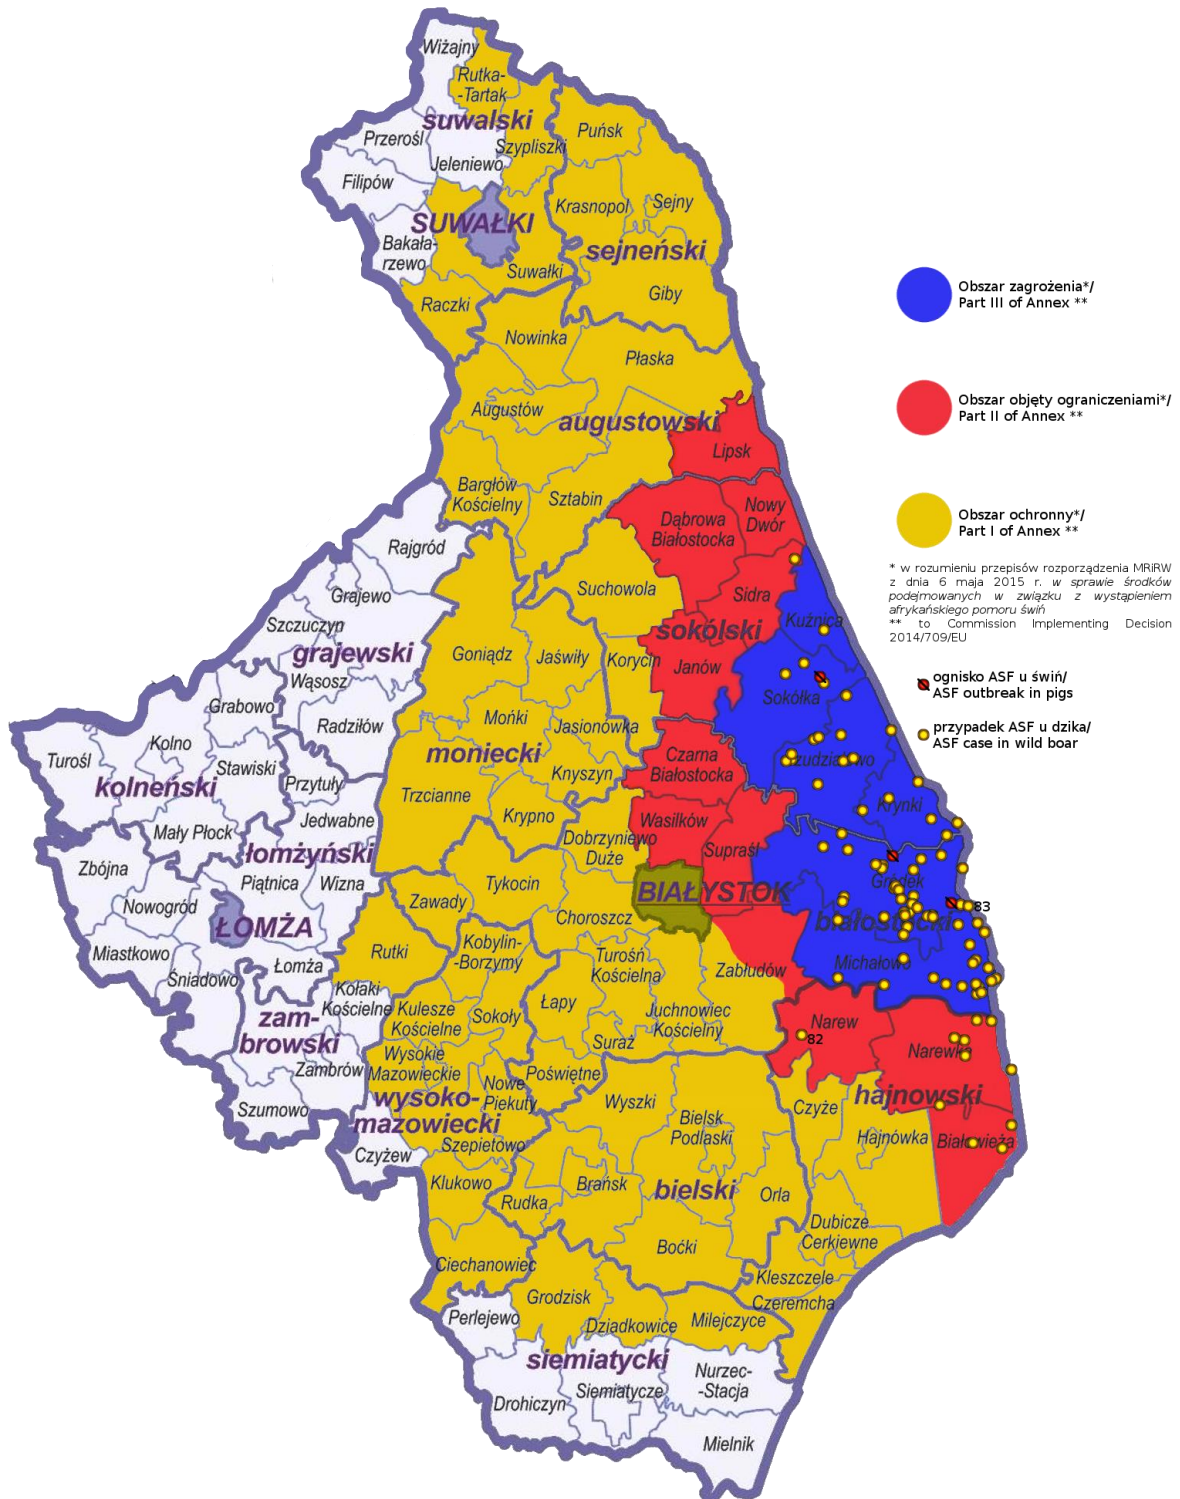 Wiżajny
Rutka-
-Tartak
suwalski
Puńsk
Przerośl
Szypliszki
Jeleniewo
Filipów
Krasnopol
Sejny
SUWAŁKI
Bakała-
rzewo
sejneński
Suwałki
Giby
Raczki
Nowinka
Płaska
Augustów
augustowski
Lipsk
Bargłów
Kościelny
Sztabin
Nowy
Dwór
Dąbrowa
Białostocka
Rajgród
Suchowola
Sidra
Grajewo
Kuźnica
Szczuczyn
sokólski
grajewski
Goniądz
Jaświły
Korycin
Janów
Wąsosz
Sokółka
Grabowo
Radziłów
Mońki
Jasionówka
Kolno
moniecki
Czarna
Białostocka
Turośl
Stawiski
Knyszyn
kolneński
Przytuły
Trzcianne
Krynki
Jedwabne
Krypno
Wasilków
Mały Płock
Dobrzyniewo
Duże
Supraśl
łomżyński
Zbójna
Piątnica
Wizna
Tykocin
BIAŁYSTOK
Gródek
Nowogród
Zawady
Choroszcz
83
ŁOMŻA
białostocki
Miastkowo
Rutki
Kobylin-
-Borzymy
Turośń
Kościelna
Michałowo
Śniadowo
Łomża
Zabłudów
Kołaki
Kościelne
Kulesze
Kościelne
Sokoły
Łapy
Juchnowiec
Kościelny
Narew
zam-
browski
Suraż
82
Narewka
Wysokie
Mazowieckie
Zambrów
Nowe
Piekuty
Poświętne
wysoko-
mazowiecki
Wyszki
hajnowski
Szumowo
Czyże
Bielsk
Podlaski
Hajnówka
Białowieża
Szepietowo
Czyżew
Klukowo
Rudka
Brańsk
bielski
Orla
Dubicze
Cerkiewne
Boćki
Ciechanowiec
Kleszczele
Grodzisk
Czeremcha
Perlejewo
Dziadkowice
Milejczyce
siemiatycki
Nurzec-
-Stacja
Drohiczyn
Siemiatycze
Mielnik
Obszar zagrożenia*/
Part III of Annex **
Obszar objęty ograniczeniami*/
Part II of Annex **
Obszar ochronny*/
Part I of Annex **
* w rozumieniu przepisów rozporządzenia MRiRW
z dnia 6 maja 2015 r. w sprawie środków
podejmowanych w związku z wystąpieniem
afrykańskiego pomoru świń
** to Commission Implementing Decision
2014/709/EU
ognisko ASF u świń/
ASF outbreak in pigs
przypadek ASF u dzika/
ASF case in wild boar